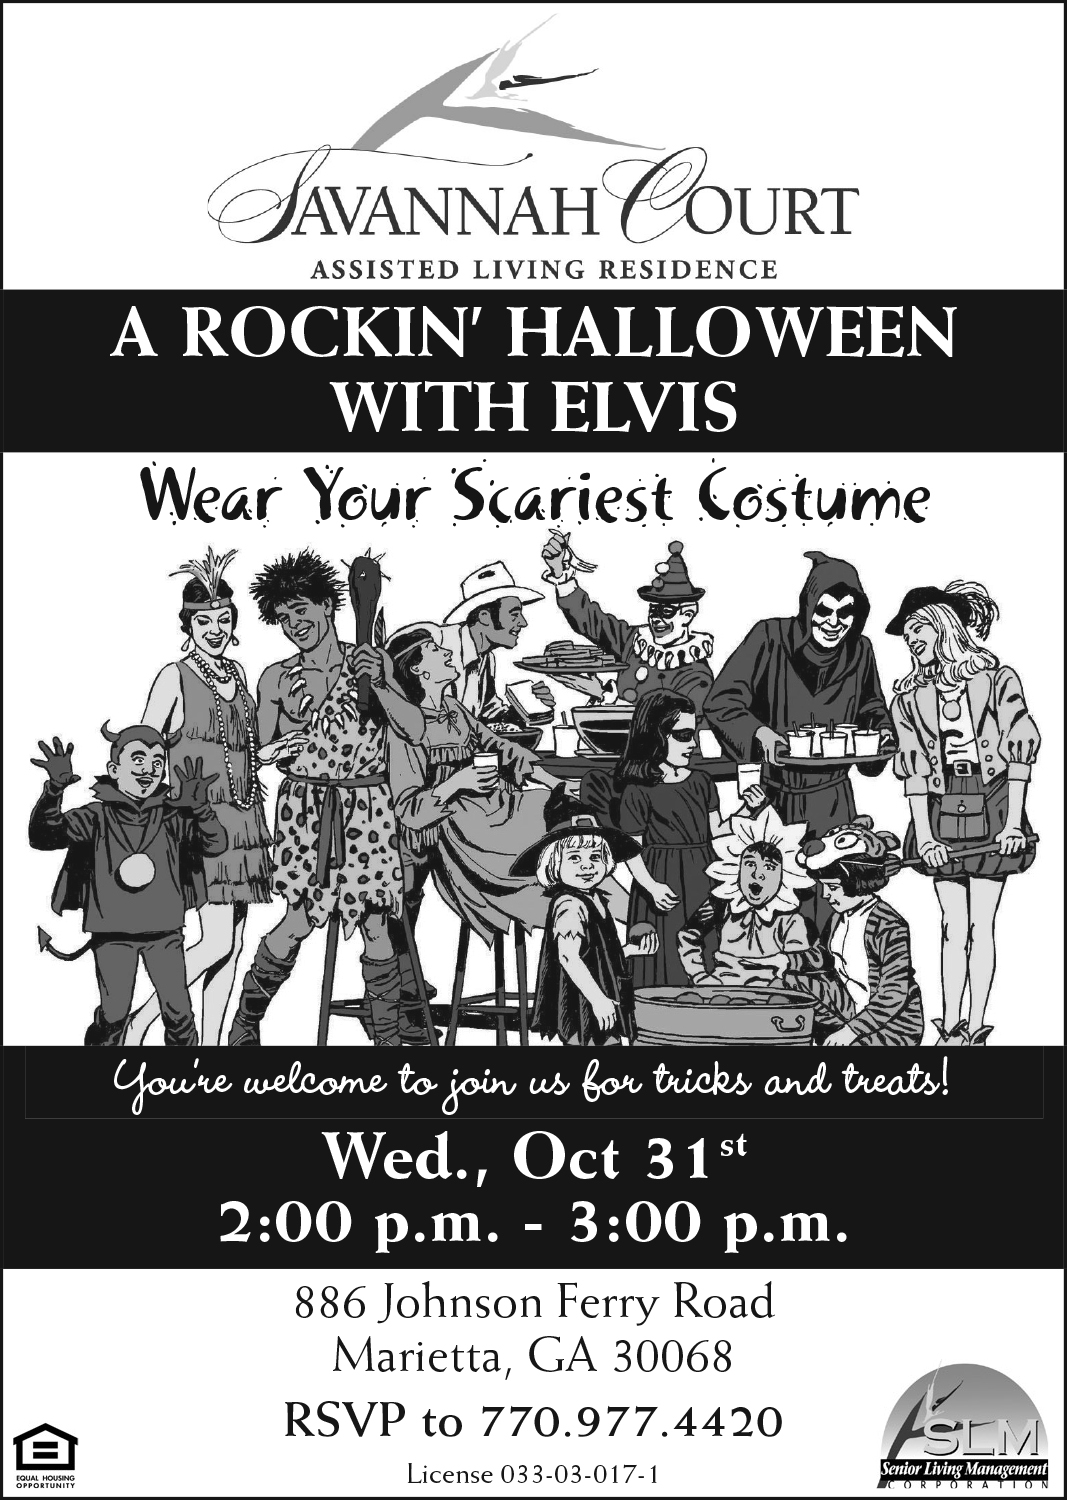 SAVANNAH COURT
ASSISTED LIVING RESIDENCE
A ROCKIN’ HALLOWEEN
WITH ELVIS
Wear Your Scariest Costume
You're welcome to join us for tricks and treats!
Wed., Oct 31st
2:00 p.m. - 3:00 p.m.
886 Johnson Ferry Road
Marietta, GA 30068
RSVP to 770.977.4420
License 033-03-017-1
EQUAL HOUSING
OPPORTUNITY
SLM
Senior Living Management
CORPORATION